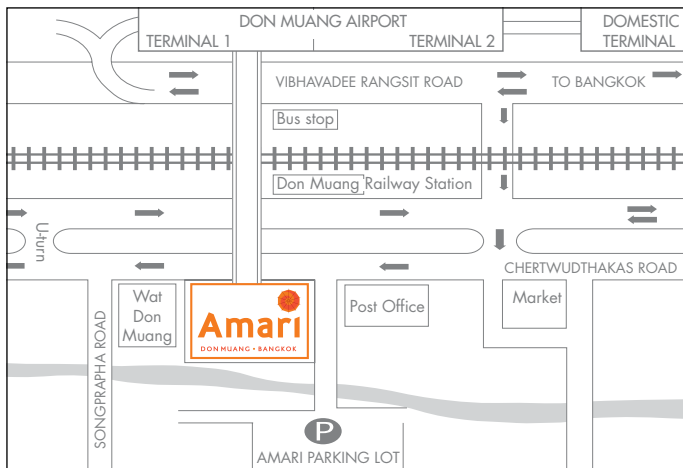 DON MUANG AIRPORT
TERMINAL 1
TERMINAL 2
DOMESTIC
TERMINAL
VIBHAVADEE RANGSIT ROAD
TO BANGKOK
Bus stop
Don Muang Railway Station
U-turn
CHERTWUDTHAKAS ROAD
SONGPRAPHA ROAD
Wat
Don
Muang
Amari
DON MUANG • BANGKOK
Post Office
Market
P
AMARI PARKING LOT